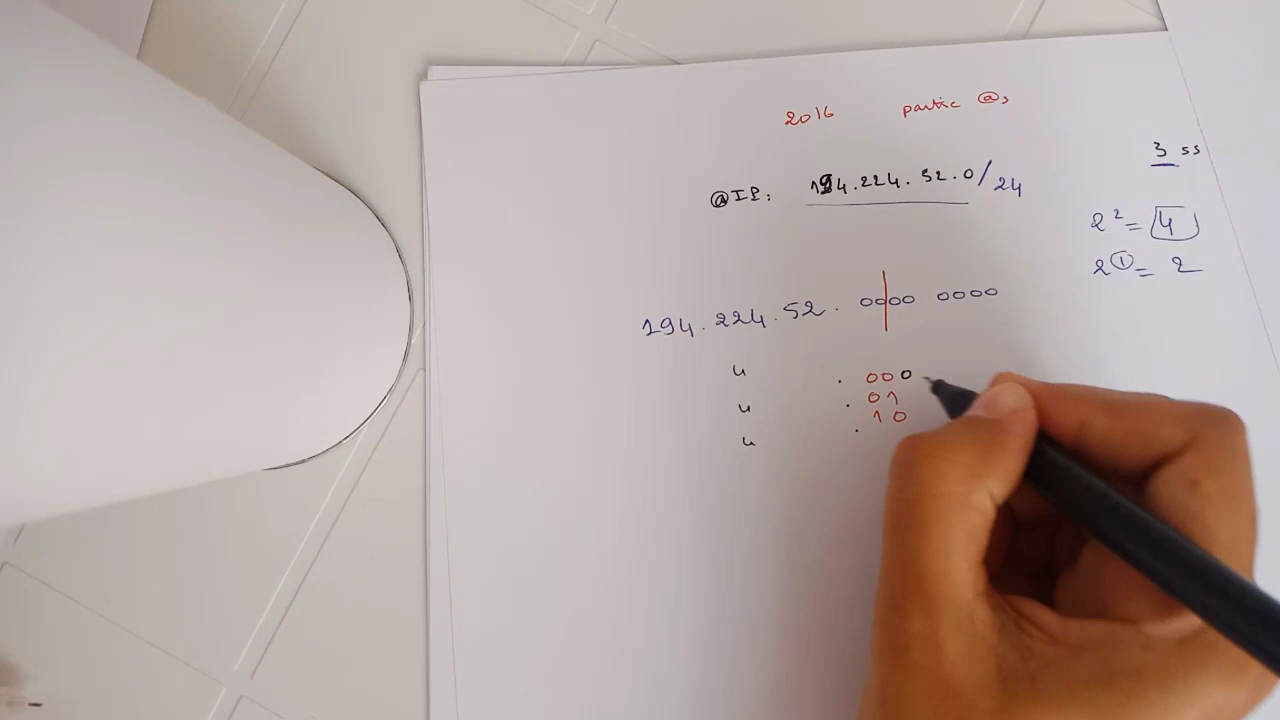 2016 partie @s
3 ss
@IP: 194.224.52.0/24
2² = 4
2① = 2
194.224.52. 0000 0000
" . 000
" . 01
" . 10